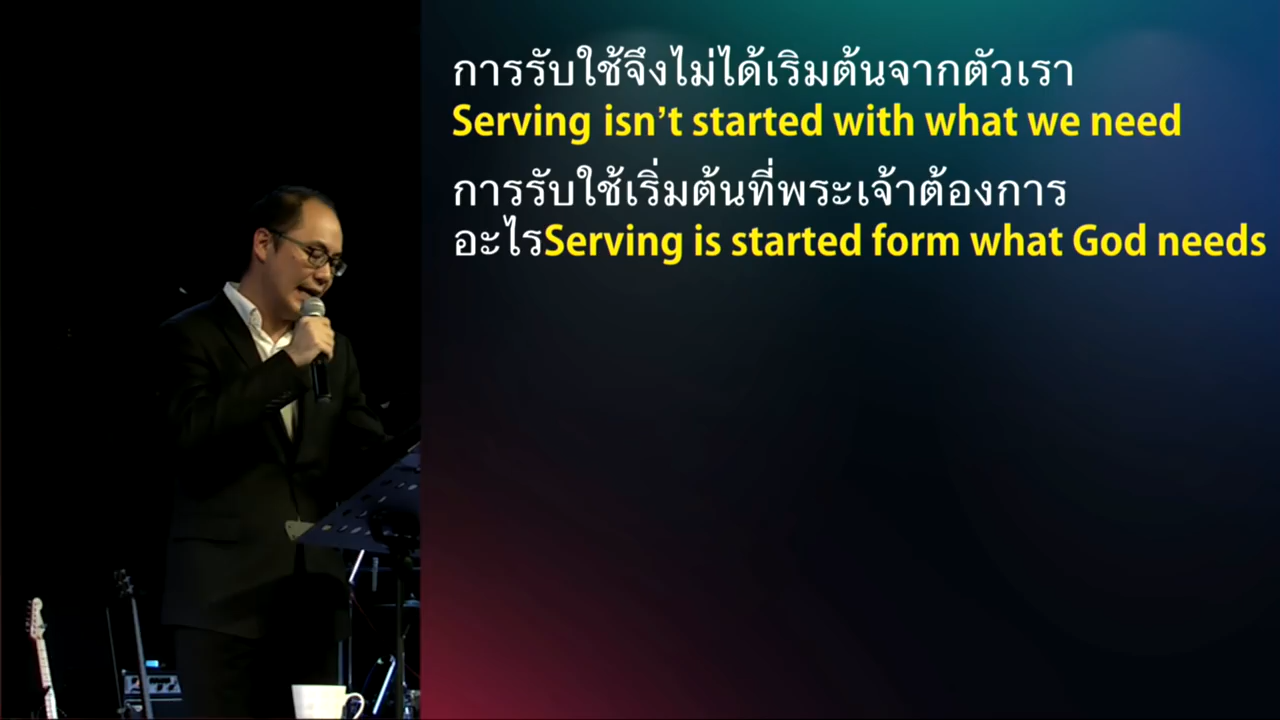 การรับใช้จึงไม่ได้เริมต้นจากตัวเรา
Serving isn’t started with what we need
การรับใช้เริ่มต้นที่พระเจ้าต้องการ
อะไรServing is started form what God needs